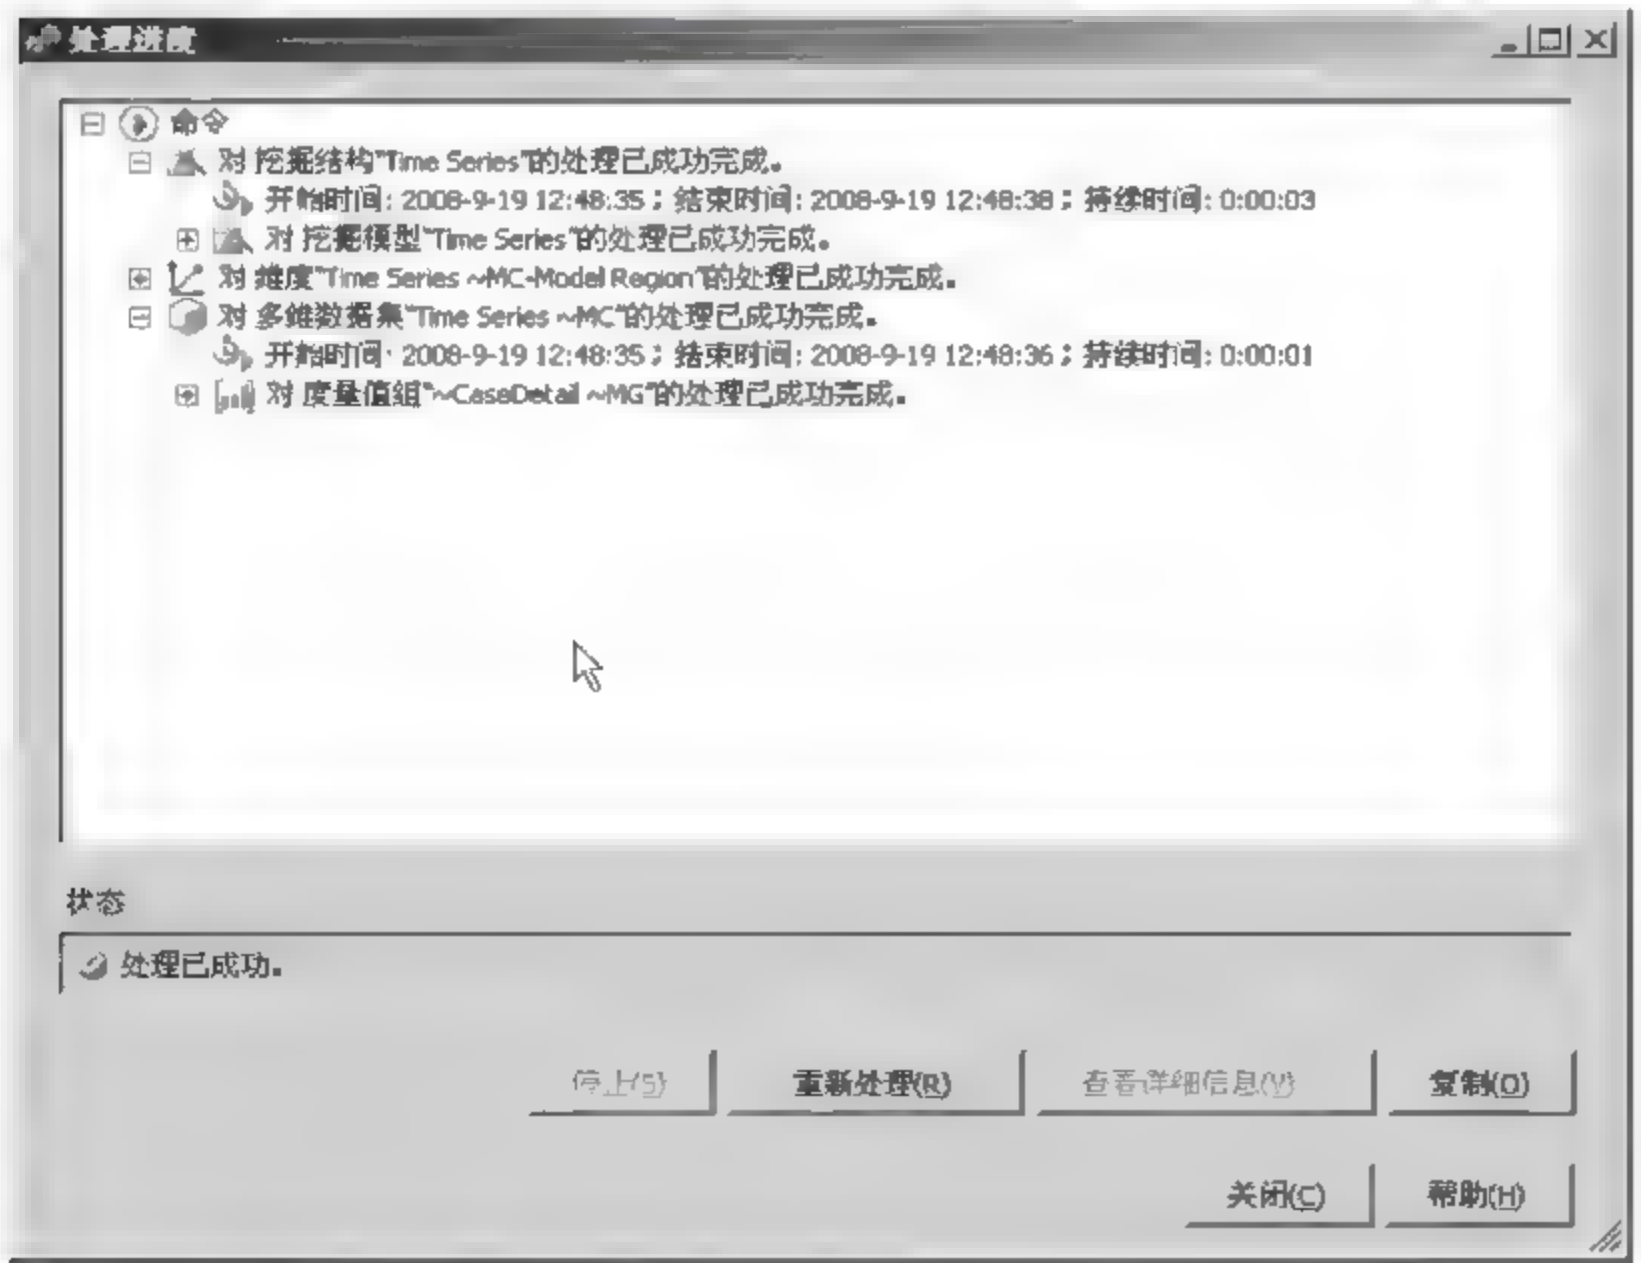 处理进度
命令
对 挖掘结构"Time Series"的处理已成功完成。
开始时间: 2008-9-19 12:48:35; 结束时间: 2008-9-19 12:48:38; 持续时间: 0:00:03
对 挖掘模型"Time Series"的处理已成功完成。
对 维度"Time Series ~MC-Model Region"的处理已成功完成。
对 多维数据集"Time Series ~MC"的处理已成功完成。
开始时间: 2008-9-19 12:48:35; 结束时间: 2008-9-19 12:48:36; 持续时间: 0:00:01
对 度量值组"~CaseDetail ~MG"的处理已成功完成。
状态
处理已成功。
停止(S) 重新处理(R) 查看详细信息(V) 复制(O)
关闭(C) 帮助(H)